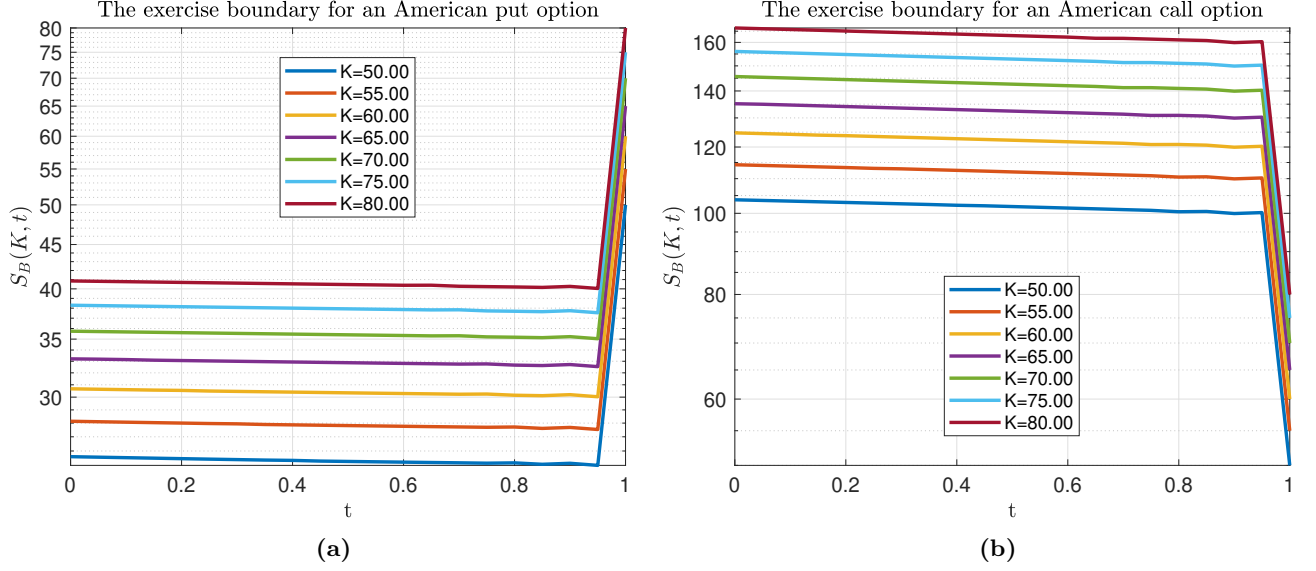 The exercise boundary for an American put option
80
75
70
65
60
55
50
45
40
35
30
S_B(K, t)
K=50.00
K=55.00
K=60.00
K=65.00
K=70.00
K=75.00
K=80.00
0 0.2 0.4 0.6 0.8 1
t
(a)
The exercise boundary for an American call option
160
140
120
100
80
60
S_B(K, t)
K=50.00
K=55.00
K=60.00
K=65.00
K=70.00
K=75.00
K=80.00
0 0.2 0.4 0.6 0.8 1
t
(b)